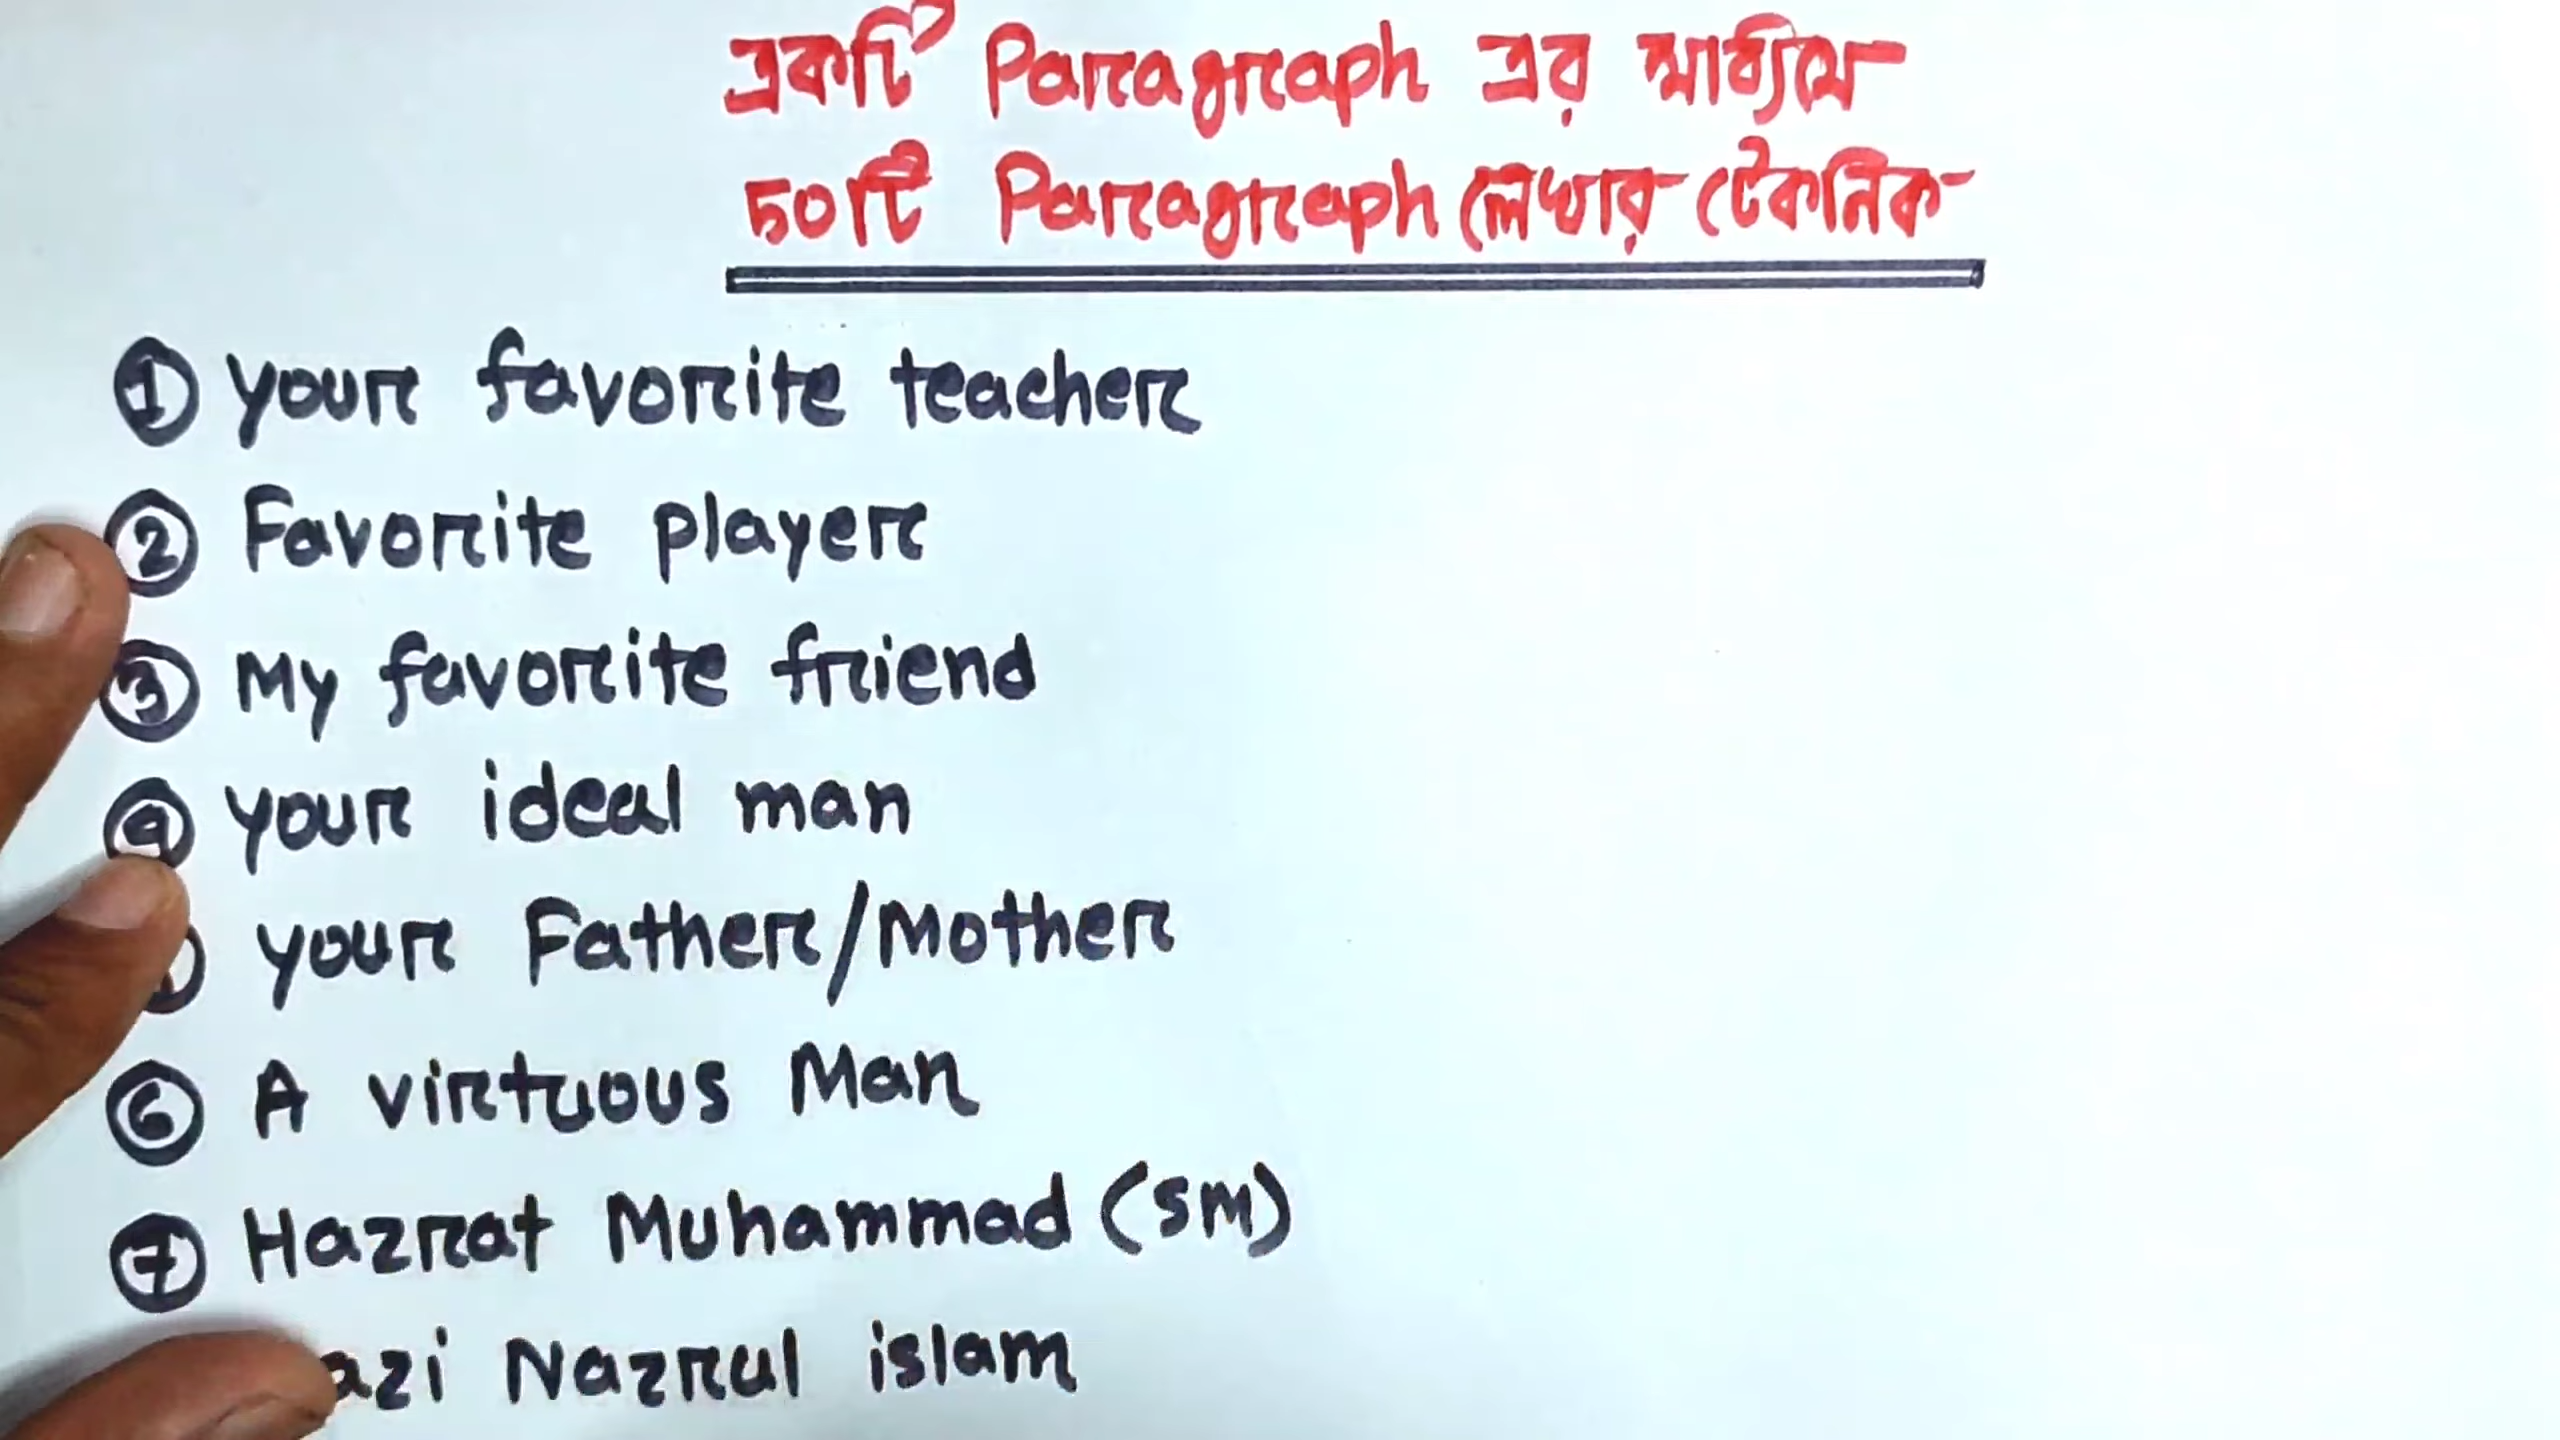 একটি Paragraph এর মাধ্যমে
50টি Paragraph লেখার টেকনিক
① your favorite teacher
② Favorite player
③ My favorite friend
④ your ideal man
your Father/Mother
⑥ A virtuous Man
⑦ Hazrat Muhammad (SM)
azi Nazrul islam